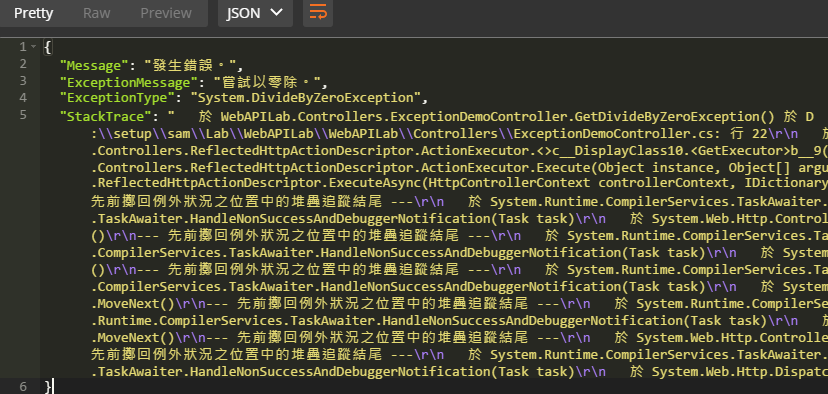 Pretty Raw Preview JSON
1 {
2 "Message": "發生錯誤。",
3 "ExceptionMessage": "嘗試以零除。",
4 "ExceptionType": "System.DivideByZeroException",
5 "StackTrace": "   於 WebAPILab.Controllers.ExceptionDemoController.GetDivideByZeroException() 於 D
:\\setup\\sam\\Lab\\WebAPILab\\WebAPILab\\Controllers\\ExceptionDemoController.cs: 行 22\r\n   於
.Controllers.ReflectedHttpActionDescriptor.ActionExecutor.<>c__DisplayClass10.<GetExecutor>b__9(
.Controllers.ReflectedHttpActionDescriptor.ActionExecutor.Execute(Object instance, Object[] argu
.ReflectedHttpActionDescriptor.ExecuteAsync(HttpControllerContext controllerContext, IDictionary
先前擲回例外狀況之位置中的堆疊追蹤結尾 ---\r\n   於 System.Runtime.CompilerServices.TaskAwaiter.
.TaskAwaiter.HandleNonSuccessAndDebuggerNotification(Task task)\r\n   於 System.Web.Http.Control
()\r\n--- 先前擲回例外狀況之位置中的堆疊追蹤結尾 ---\r\n   於 System.Runtime.CompilerServices.Ta
.CompilerServices.TaskAwaiter.HandleNonSuccessAndDebuggerNotification(Task task)\r\n   於 System
()\r\n--- 先前擲回例外狀況之位置中的堆疊追蹤結尾 ---\r\n   於 System.Runtime.CompilerServices.Ta
.CompilerServices.TaskAwaiter.HandleNonSuccessAndDebuggerNotification(Task task)\r\n   於 System
.MoveNext()\r\n--- 先前擲回例外狀況之位置中的堆疊追蹤結尾 ---\r\n   於 System.Runtime.CompilerSe
.Runtime.CompilerServices.TaskAwaiter.HandleNonSuccessAndDebuggerNotification(Task task)\r\n   於
.MoveNext()\r\n--- 先前擲回例外狀況之位置中的堆疊追蹤結尾 ---\r\n   於 System.Web.Http.Controlle
先前擲回例外狀況之位置中的堆疊追蹤結尾 ---\r\n   於 System.Runtime.CompilerServices.TaskAwaiter.
.TaskAwaiter.HandleNonSuccessAndDebuggerNotification(Task task)\r\n   於 System.Web.Http.Dispatc
6 }